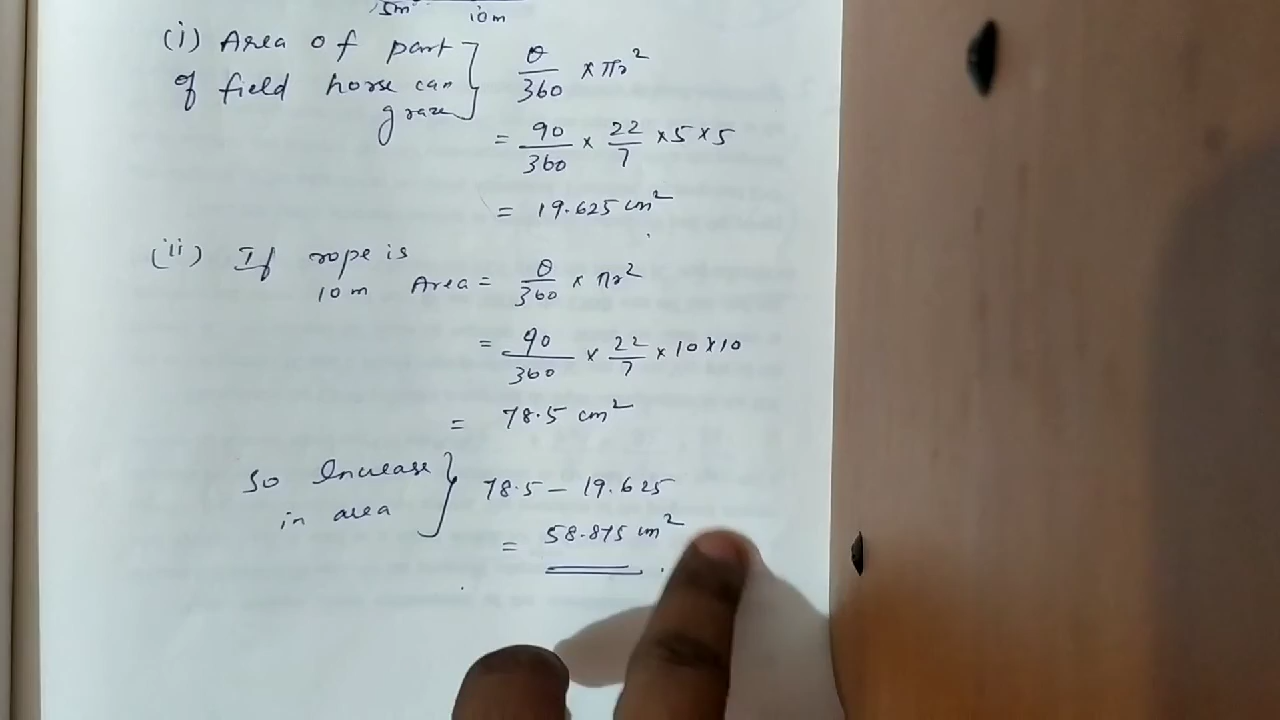 5m 10m
(i) Area of part
of field horse can
graze
θ/360 × πr²
= 90/360 × 22/7 × 5 × 5
= 19.625 cm²
(ii) If rope is
10 m Area = θ/360 × πr²
= 90/360 × 22/7 × 10 × 10
= 78.5 cm²
So Increase
in area
78.5 – 19.625
= 58.875 cm²